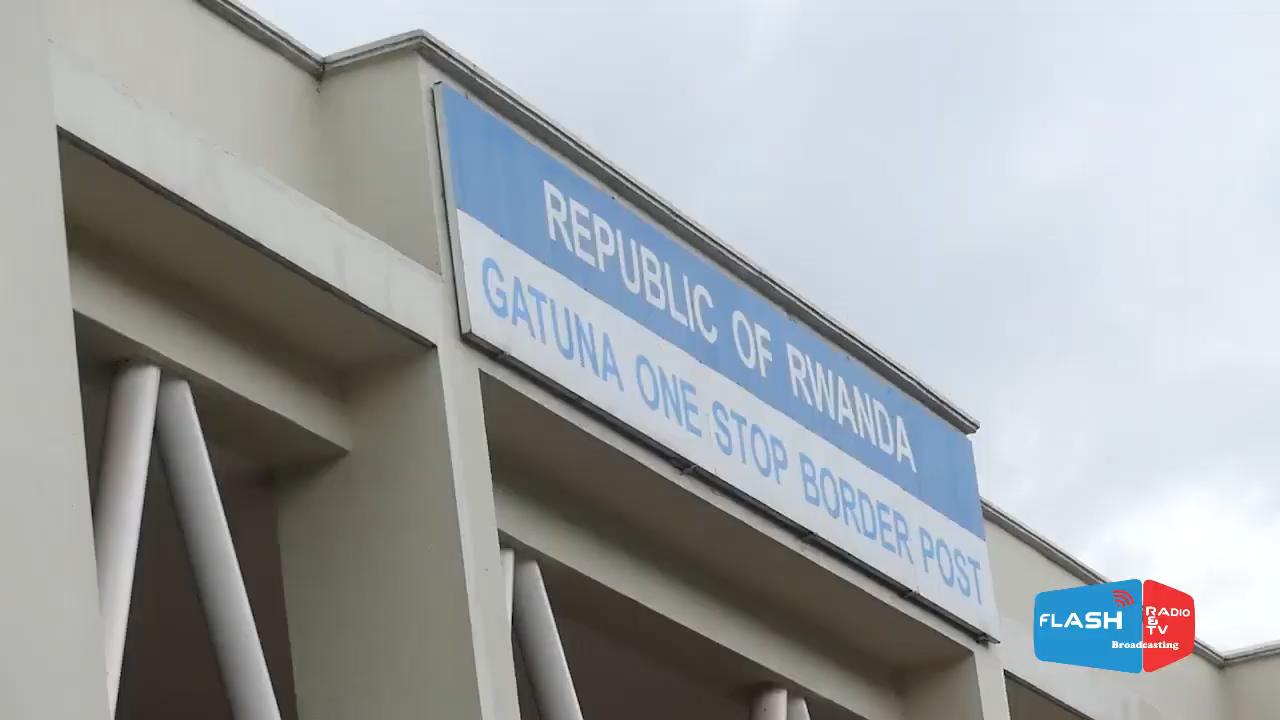 REPUBLIC OF RWANDA
GATUNA ONE STOP BORDER POST
FLASH
RADIO
&
TV
Broadcasting